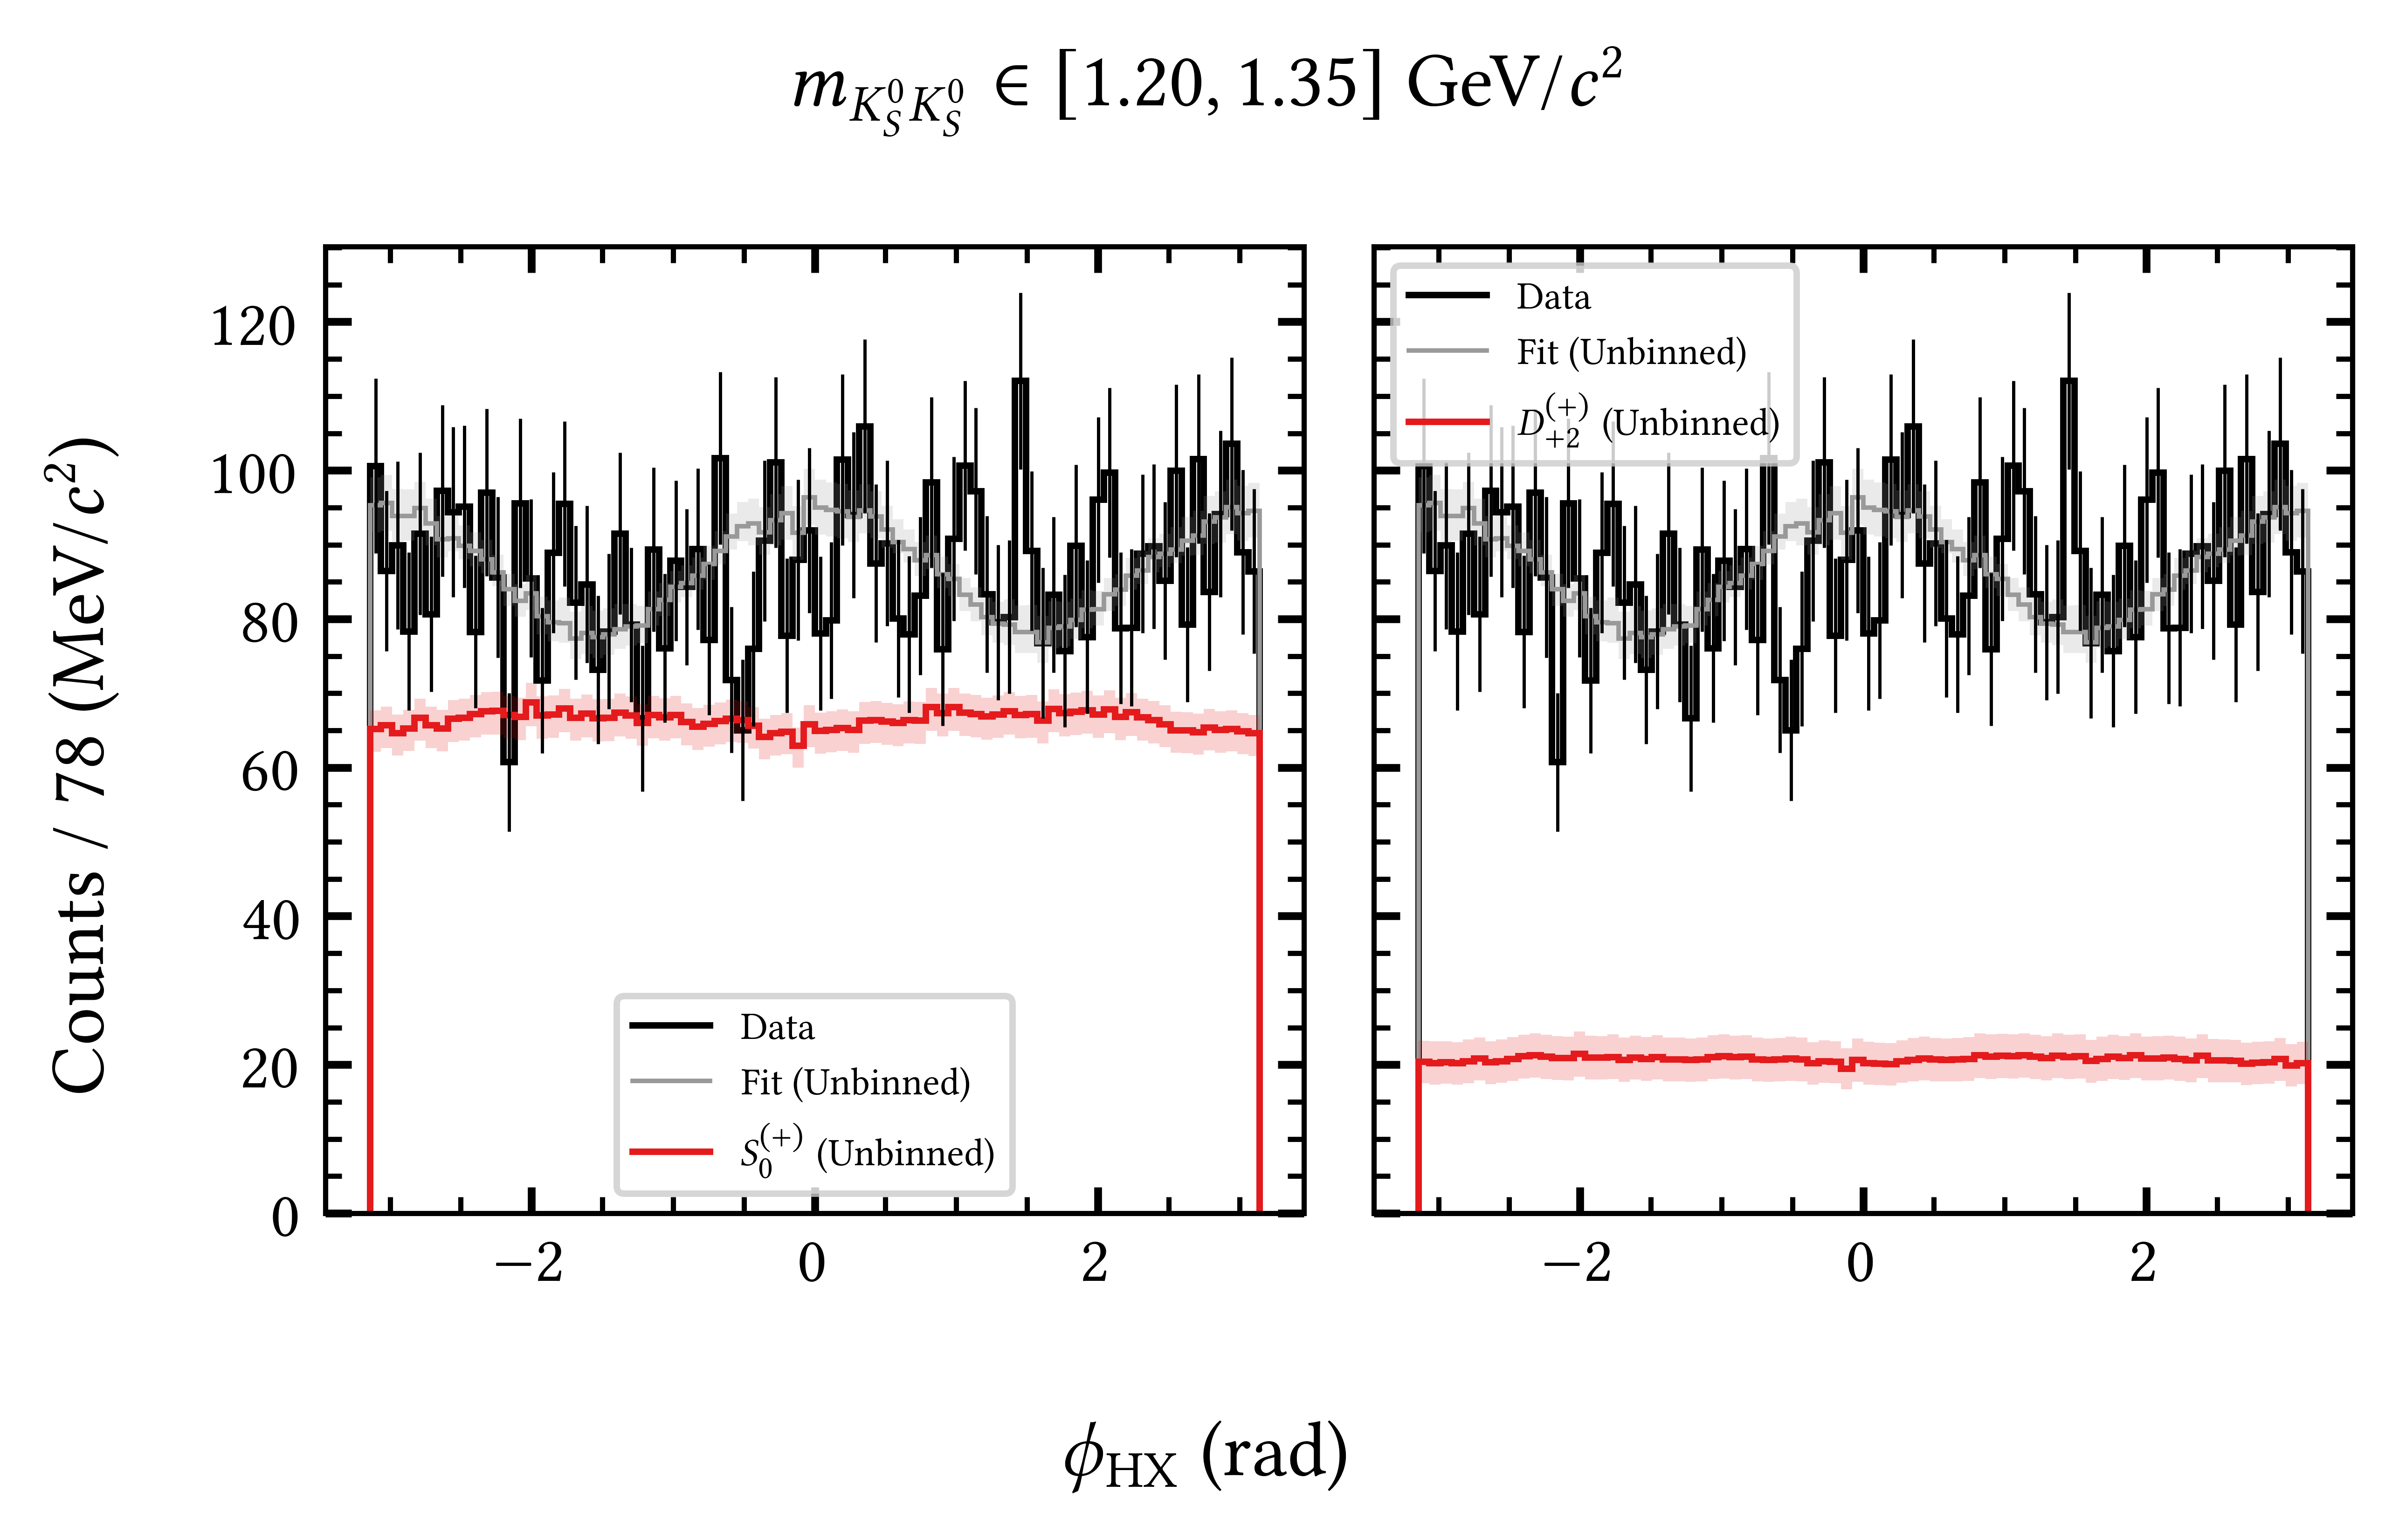 m_{K_S^0 K_S^0} ∈ [1.20, 1.35] GeV/c²
Counts / 78 (MeV/c²)
120
100
80
60
40
20
0
Data
Fit (Unbinned)
S_0^{(+)} (Unbinned)
−2
0
2
Data
Fit (Unbinned)
D_{+2}^{(+)} (Unbinned)
−2
0
2
ϕ_{HX} (rad)